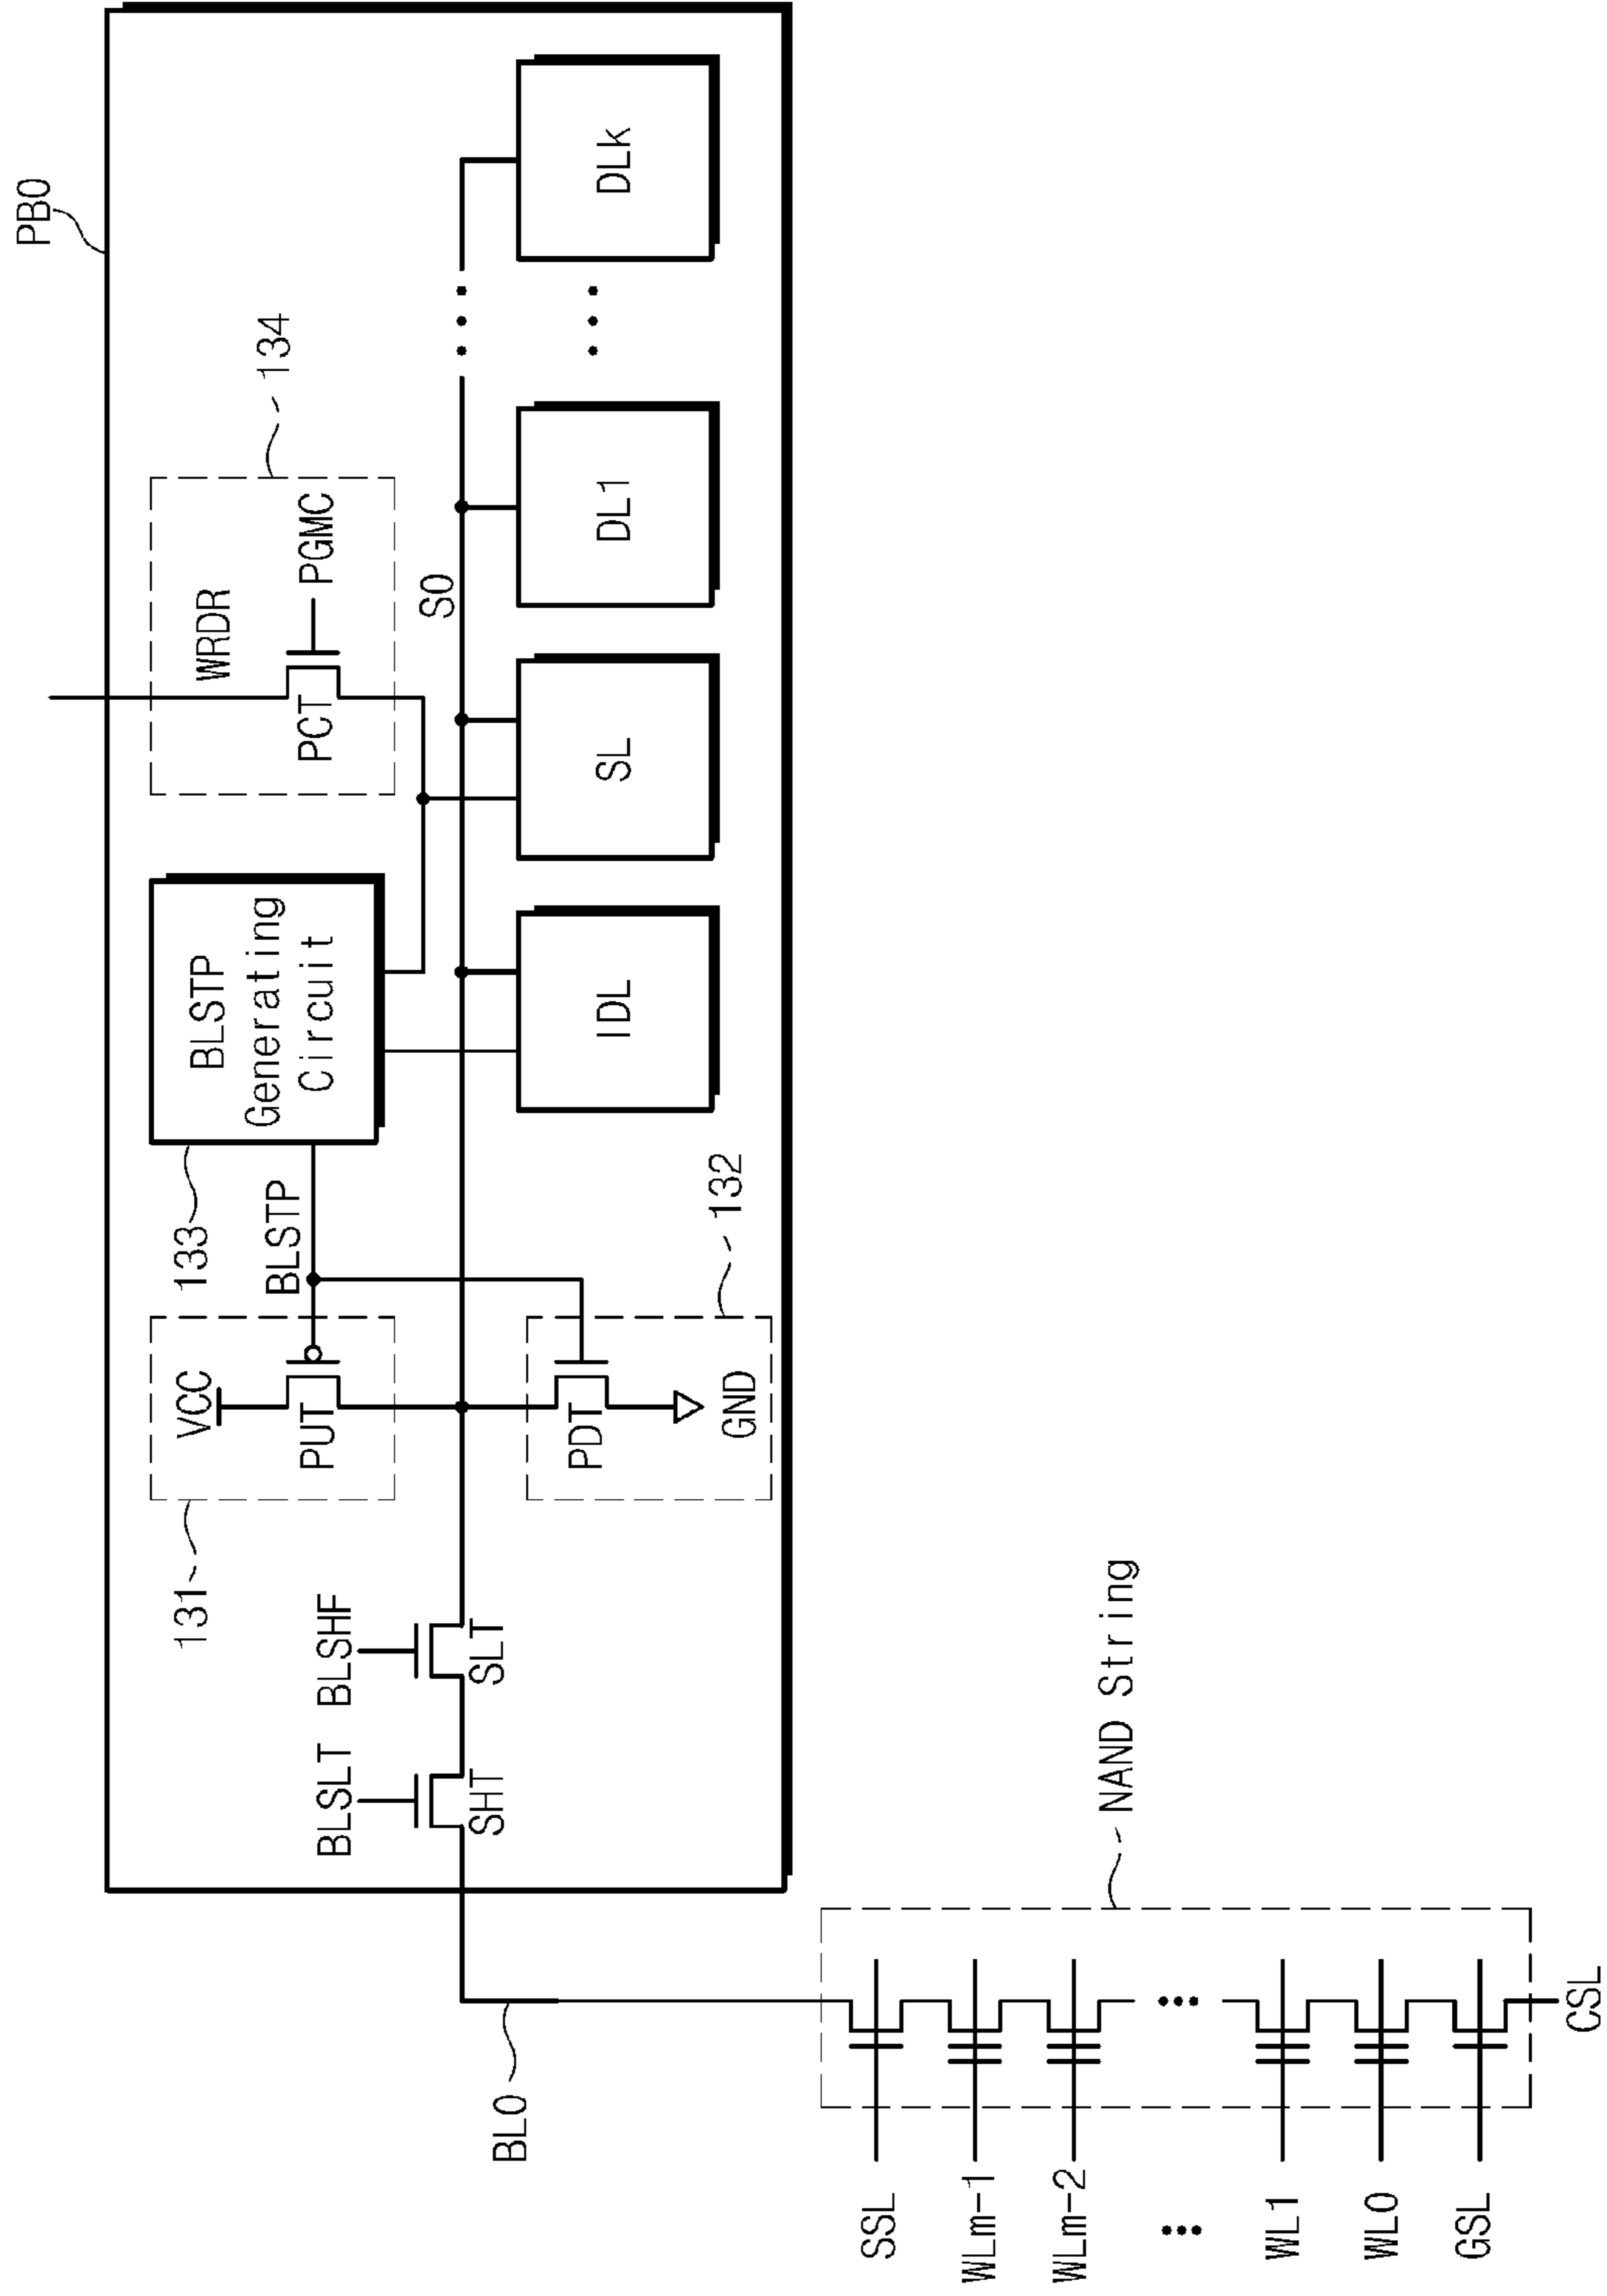 PB0
134
WRDR
PCT
PGMC
BLSTP
Generating
Circuit
133
BLSTP
131
VCC
PUT
SO
BLSLT
BLSHF
SHT
SLT
PDT
GND
132
IDL
SL
DL1
DLk
BL0
NAND String
SSL
WLm-1
WLm-2
WL1
WL0
GSL
CSL